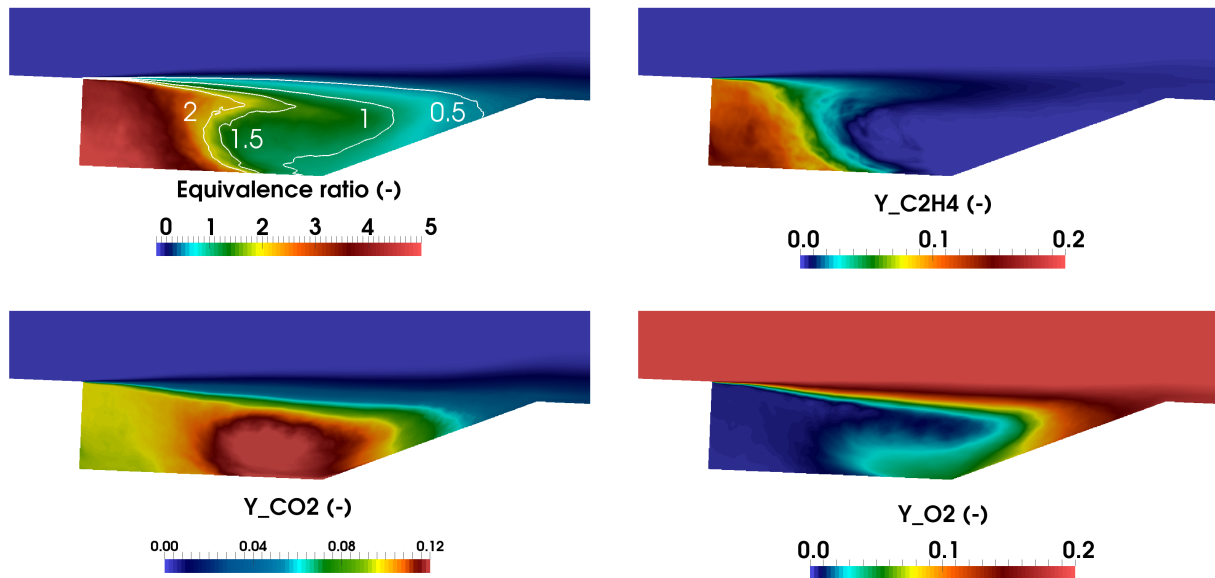 2
1.5
1
0.5
Equivalence ratio (-)
0 1 2 3 4 5
Y_C2H4 (-)
0.0 0.1 0.2
Y_CO2 (-)
0.00 0.04 0.08 0.12
Y_O2 (-)
0.0 0.1 0.2